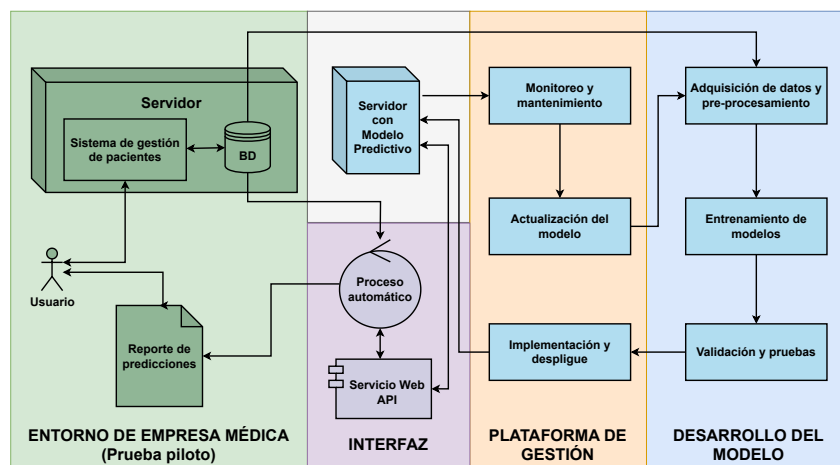 Servidor
Sistema de gestión
de pacientes
BD
Usuario
Reporte de
predicciones
ENTORNO DE EMPRESA MÉDICA
(Prueba piloto)
Servidor
con
Modelo
Predictivo
Proceso
automático
Servicio Web
API
INTERFAZ
Monitoreo y
mantenimiento
Actualización del
modelo
Implementación y
despligue
PLATAFORMA DE
GESTIÓN
Adquisición de datos y
pre-procesamiento
Entrenamiento de
modelos
Validación y pruebas
DESARROLLO DEL
MODELO